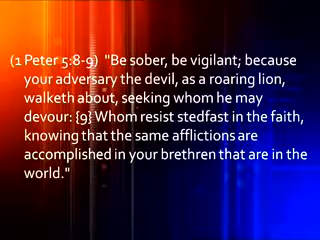 (1 Peter 5:8-9)  "Be sober, be vigilant; because
your adversary the devil, as a roaring lion,
walketh about, seeking whom he may
devour: {9} Whom resist stedfast in the faith,
knowing that the same afflictions are
accomplished in your brethren that are in the
world."